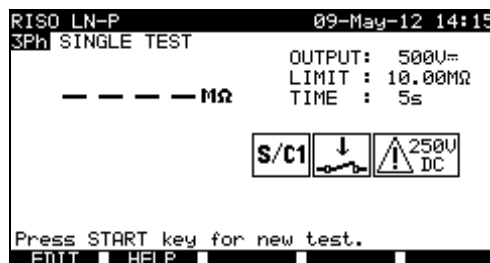 RISO LN-P 09-May-12 14:15
3Ph SINGLE TEST
OUTPUT: 500V⎓
LIMIT : 10.00MΩ
– – – – MΩ TIME : 5s
S/C1 250V DC
Press START key for new test.
EDIT HELP